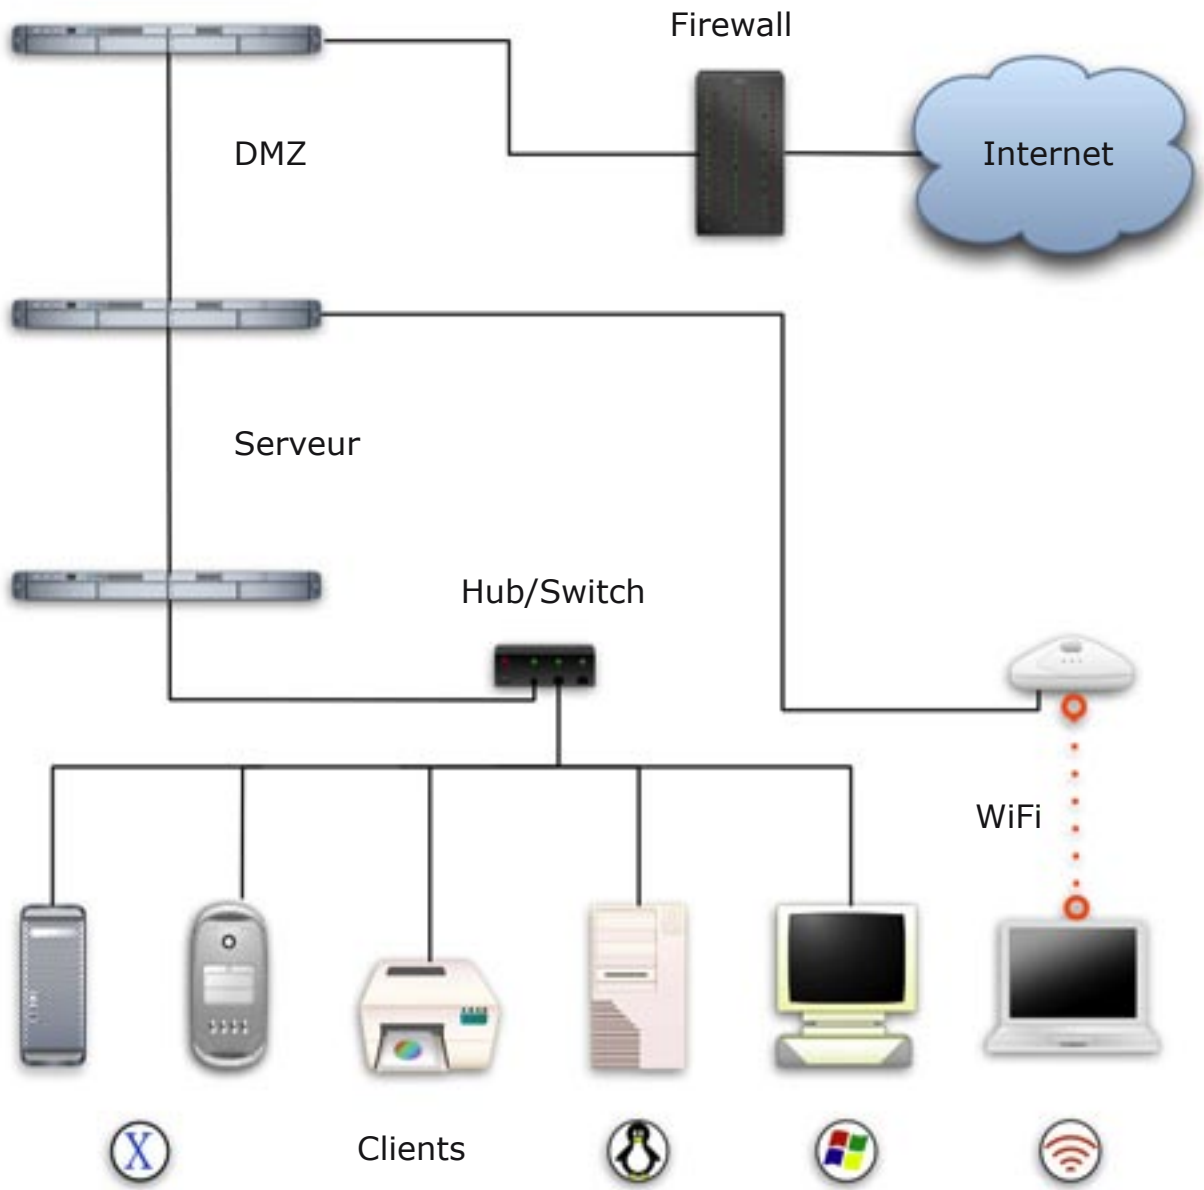 Firewall
DMZ
Internet
Serveur
Hub/Switch
WiFi
X
Clients